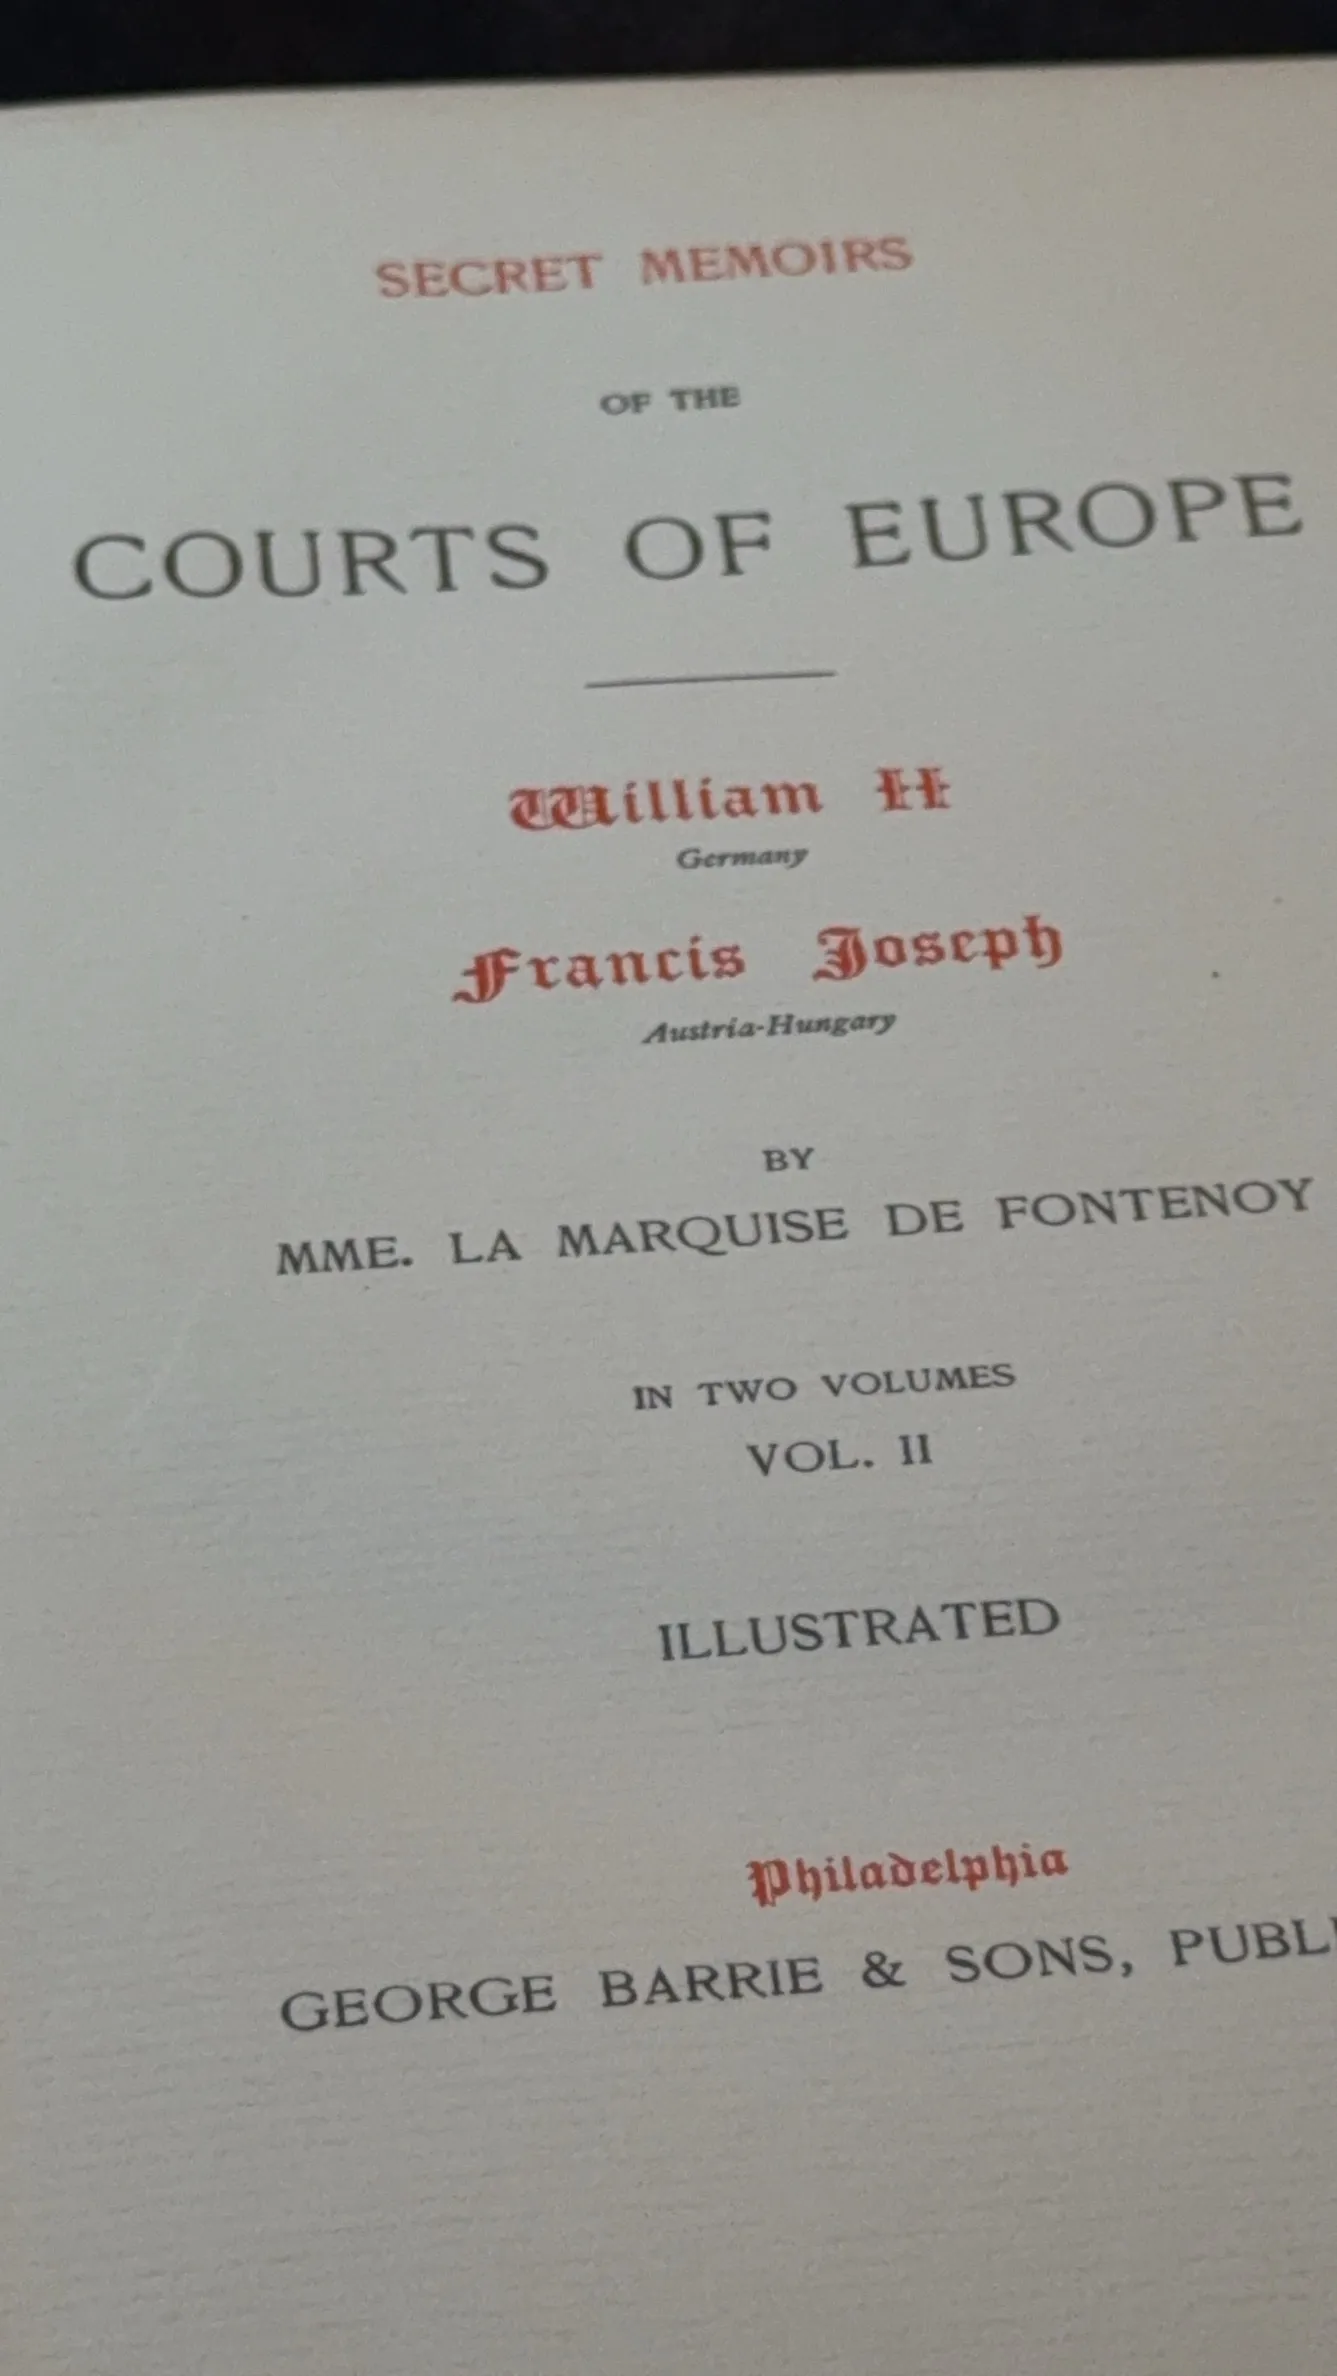 SECRET MEMOIRS
OF THE
COURTS OF EUROPE
William II
Germany
Francis Joseph
Austria-Hungary
BY
MME. LA MARQUISE DE FONTENOY
IN TWO VOLUMES
VOL. II
ILLUSTRATED
Philadelphia
GEORGE BARRIE & SONS, PUBLI